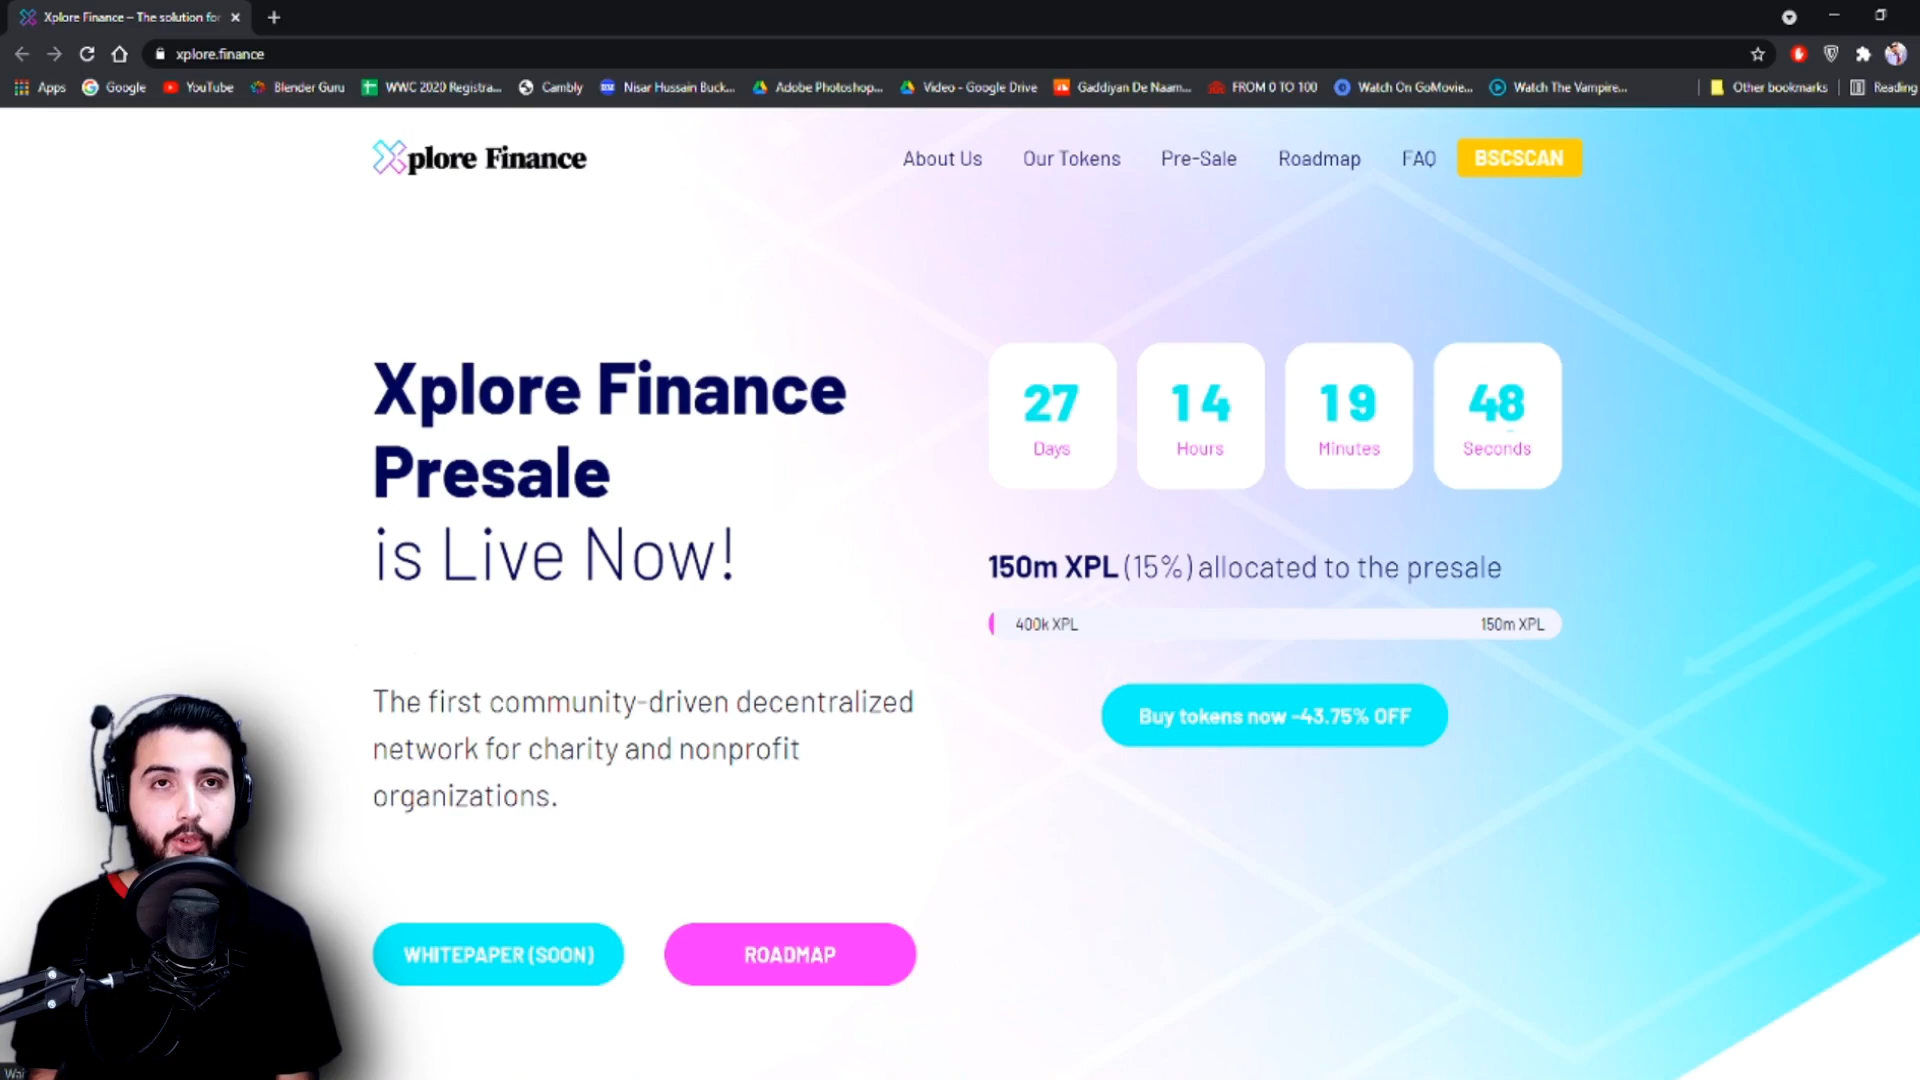 Xplore Finance – The solution for
xplore.finance
Apps
Google
YouTube
Blender Guru
WWC 2020 Registra...
Cambly
Nisar Hussain Buck...
Adobe Photoshop...
Video - Google Drive
Gaddiyan De Naam...
FROM 0 TO 100
Watch On GoMovie...
Watch The Vampire...
Other bookmarks
Reading
Xplore Finance
About Us
Our Tokens
Pre-Sale
Roadmap
FAQ
BSCSCAN
Xplore Finance
Presale
is Live Now!
27
Days
14
Hours
19
Minutes
48
Seconds
150m XPL (15%) allocated to the presale
400k XPL
150m XPL
Buy tokens now -43.75% OFF
The first community-driven decentralized
network for charity and nonprofit
organizations.
WHITEPAPER (SOON)
ROADMAP
Wai